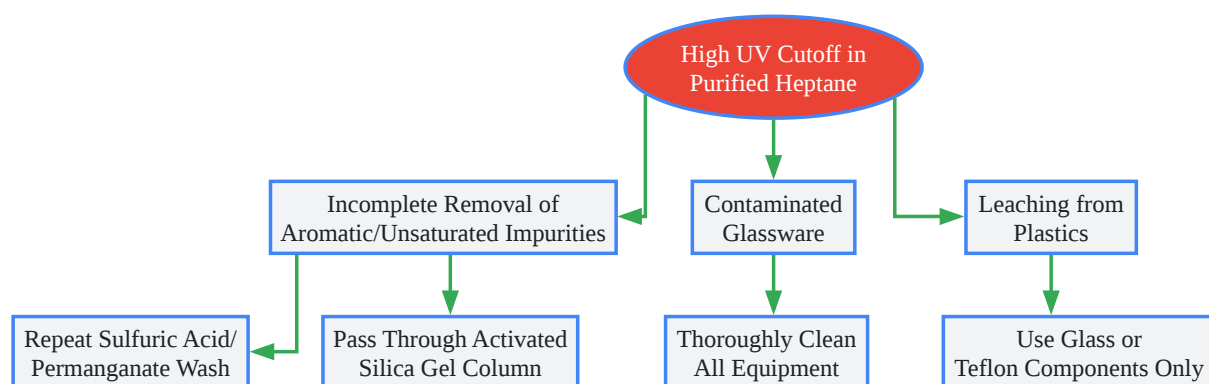 High UV Cutoff in
Purified Heptane
Incomplete Removal of
Aromatic/Unsaturated Impurities
Contaminated
Glassware
Leaching from
Plastics
Repeat Sulfuric Acid/
Permanganate Wash
Pass Through Activated
Silica Gel Column
Thoroughly Clean
All Equipment
Use Glass or
Teflon Components Only